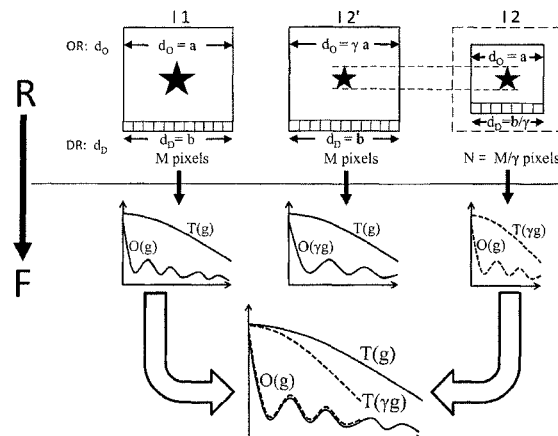 I 1
I 2'
I 2
OR: d_O
d_O = a
d_O = γ a
d_O = a
R
DR: d_D
d_D = b
d_D = b
d_D = b/γ
M pixels
M pixels
N = M/γ pixels
T(g)
O(g)
T(g)
O(γg)
T(γg)
O(g)
F
T(g)
O(g)
T(γg)